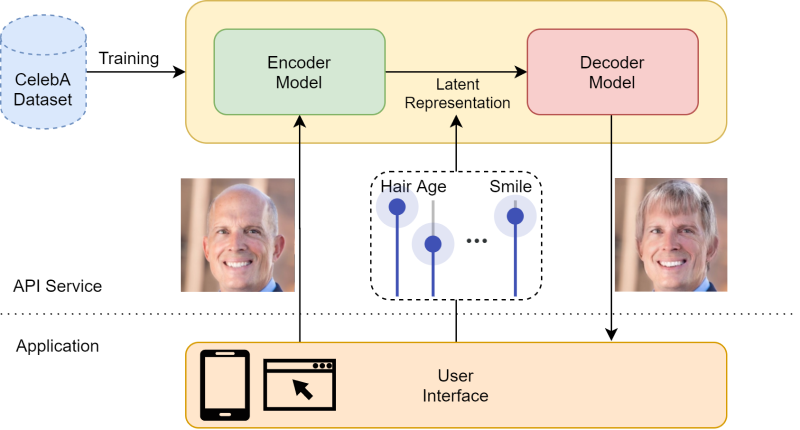 CelebA
Dataset
Training
Encoder
Model
Latent
Representation
Decoder
Model
Hair Age Smile
API Service
Application
User
Interface